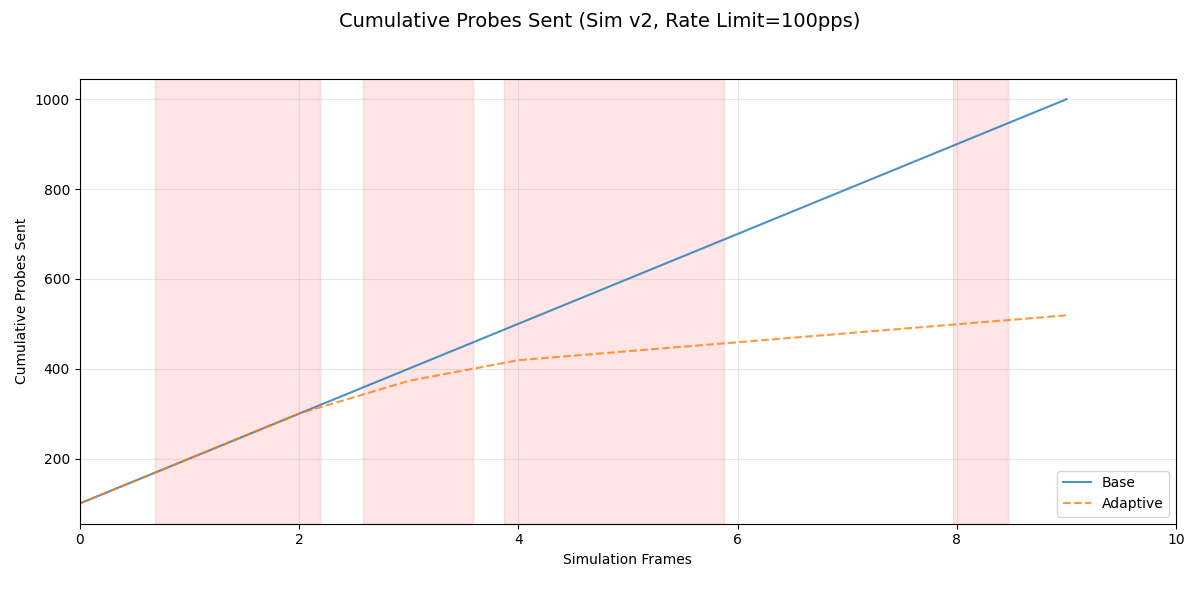 Cumulative Probes Sent (Sim v2, Rate Limit=100pps)
1000
800
600
400
200
Cumulative Probes Sent
0 2 4 6 8 10
Simulation Frames
Base
Adaptive